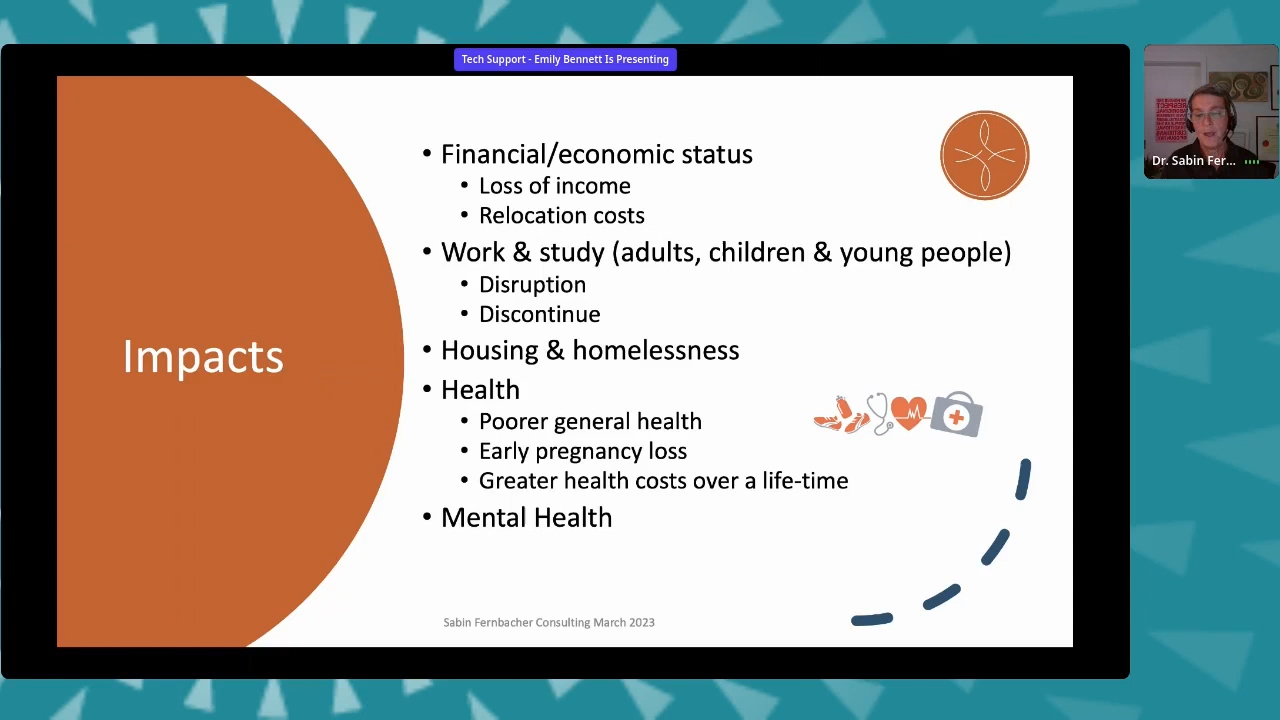 Tech Support - Emily Bennett Is Presenting
Impacts
• Financial/economic status
• Loss of income
• Relocation costs
• Work & study (adults, children & young people)
• Disruption
• Discontinue
• Housing & homelessness
• Health
• Poorer general health
• Early pregnancy loss
• Greater health costs over a life-time
• Mental Health
Sabin Fernbacher Consulting March 2023
Dr. Sabin Fer...